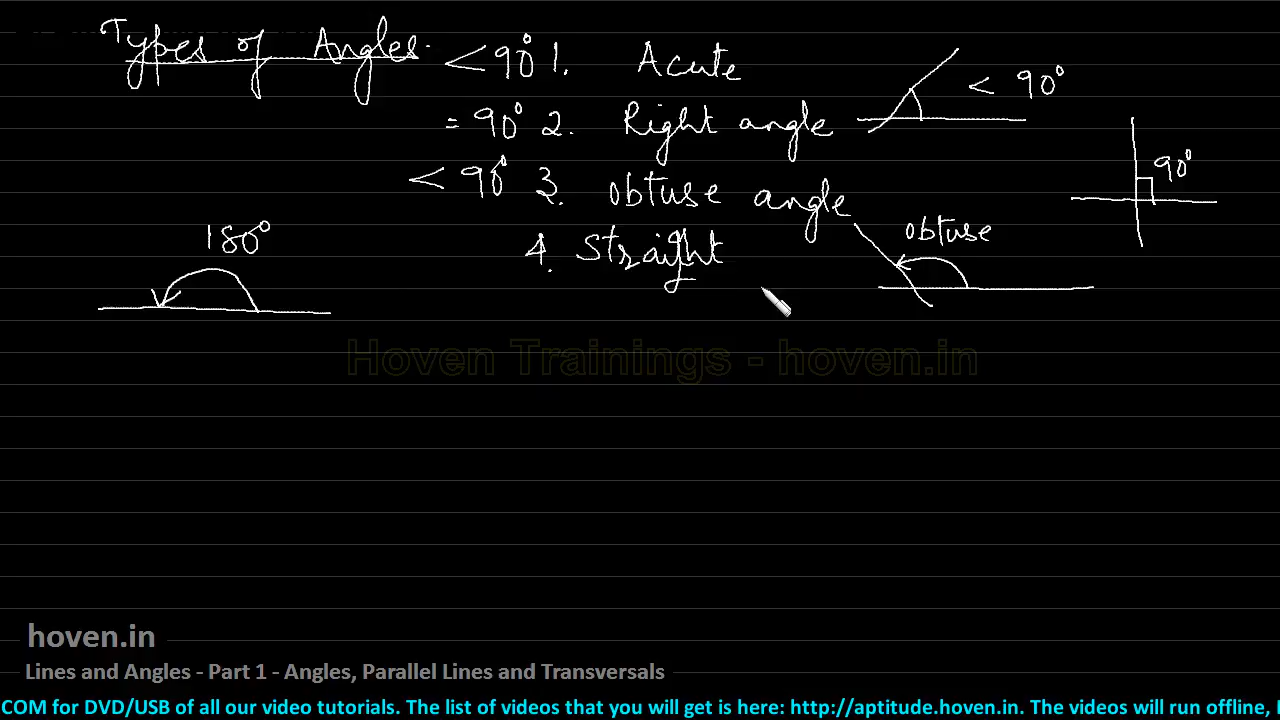 Types of Angles.
<90° 1. Acute
< 90°
= 90° 2. Right angle
90°
< 90° 3. obtuse angle
obtuse
180°
4. Straight
Hoven Trainings - hoven.in
hoven.in
Lines and Angles - Part 1 - Angles, Parallel Lines and Transversals
COM for DVD/USB of all our video tutorials. The list of videos that you will get is here: http://aptitude.hoven.in. The videos will run offline,